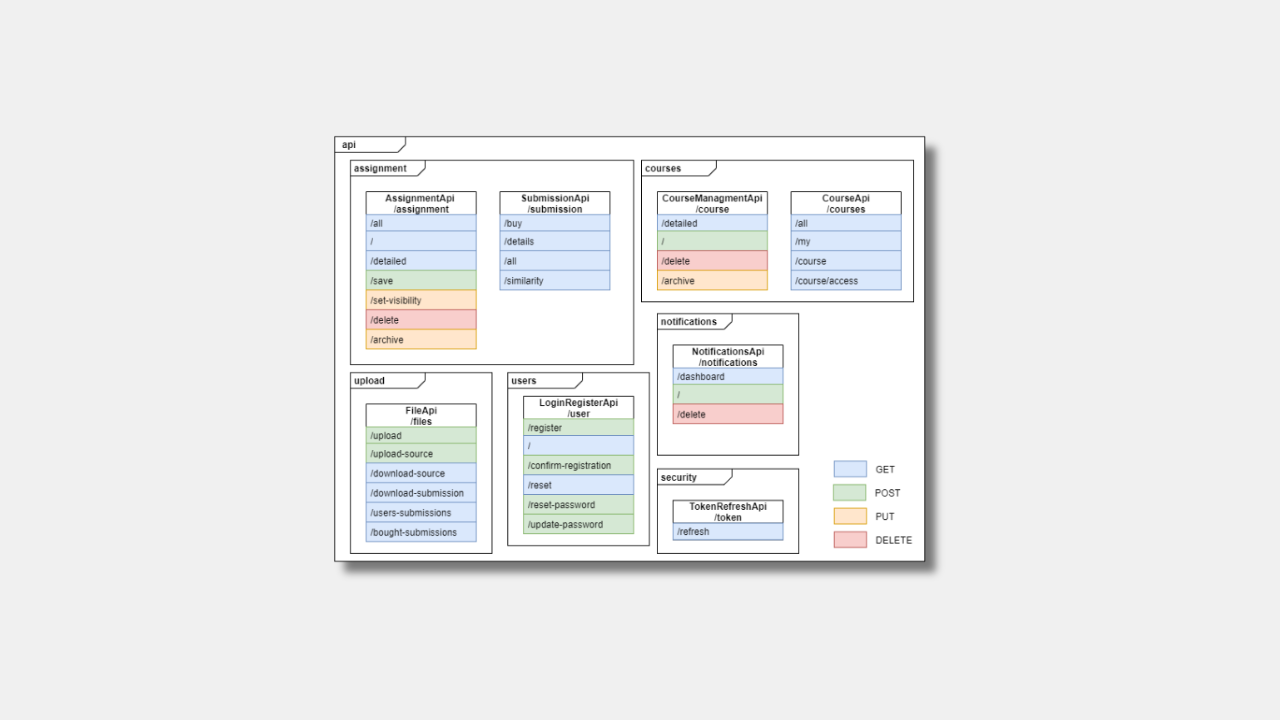 api
assignment
AssignmentApi
/assignment
/all
/
/detailed
/save
/set-visibility
/delete
/archive
SubmissionApi
/submission
/buy
/details
/all
/similarity
courses
CourseManagmentApi
/course
/detailed
/
/delete
/archive
CourseApi
/courses
/all
/my
/course
/course/access
upload
FileApi
/files
/upload
/upload-source
/download-source
/download-submission
/users-submissions
/bought-submissions
users
LoginRegisterApi
/user
/register
/
/confirm-registration
/reset
/reset-password
/update-password
notifications
NotificationsApi
/notifications
/dashboard
/
/delete
security
TokenRefreshApi
/token
/refresh
GET
POST
PUT
DELETE